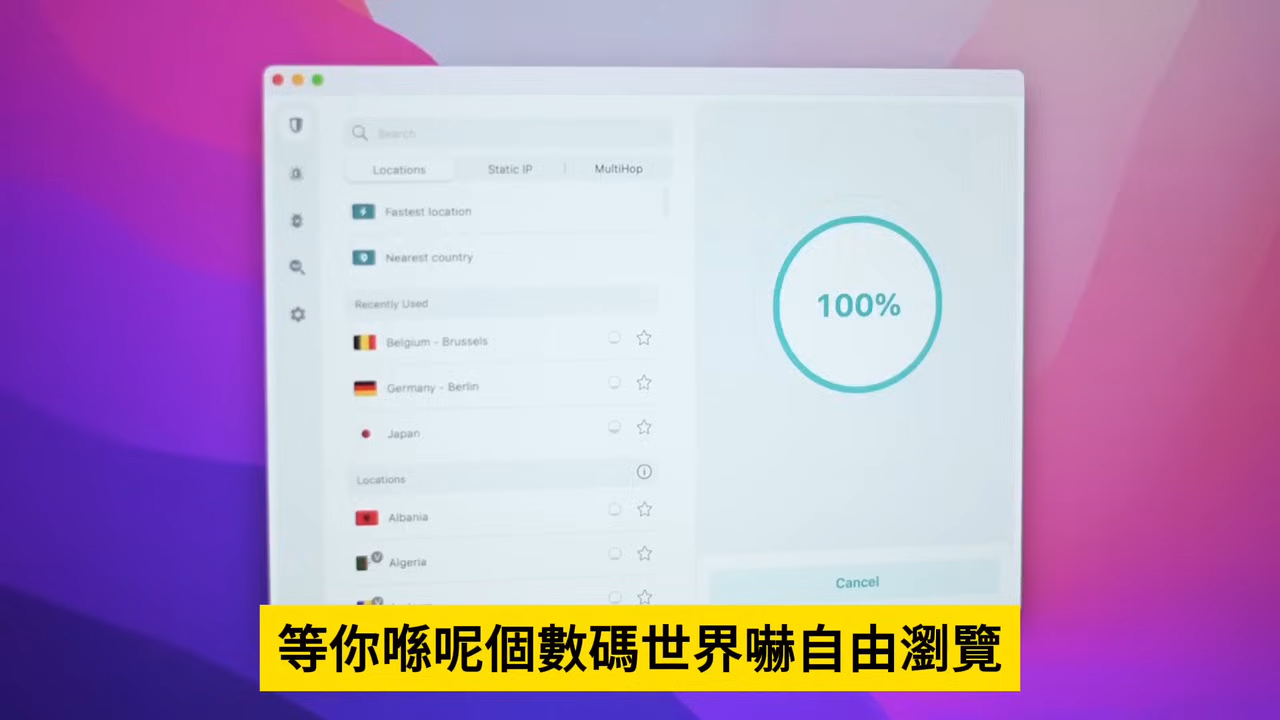 Search
Locations
Static IP
MultiHop
Fastest location
Nearest country
Recently Used
Belgium - Brussels
Germany - Berlin
Japan
Locations
Albania
Algeria
100%
Cancel
等你喺呢個數碼世界嚇自由瀏覽